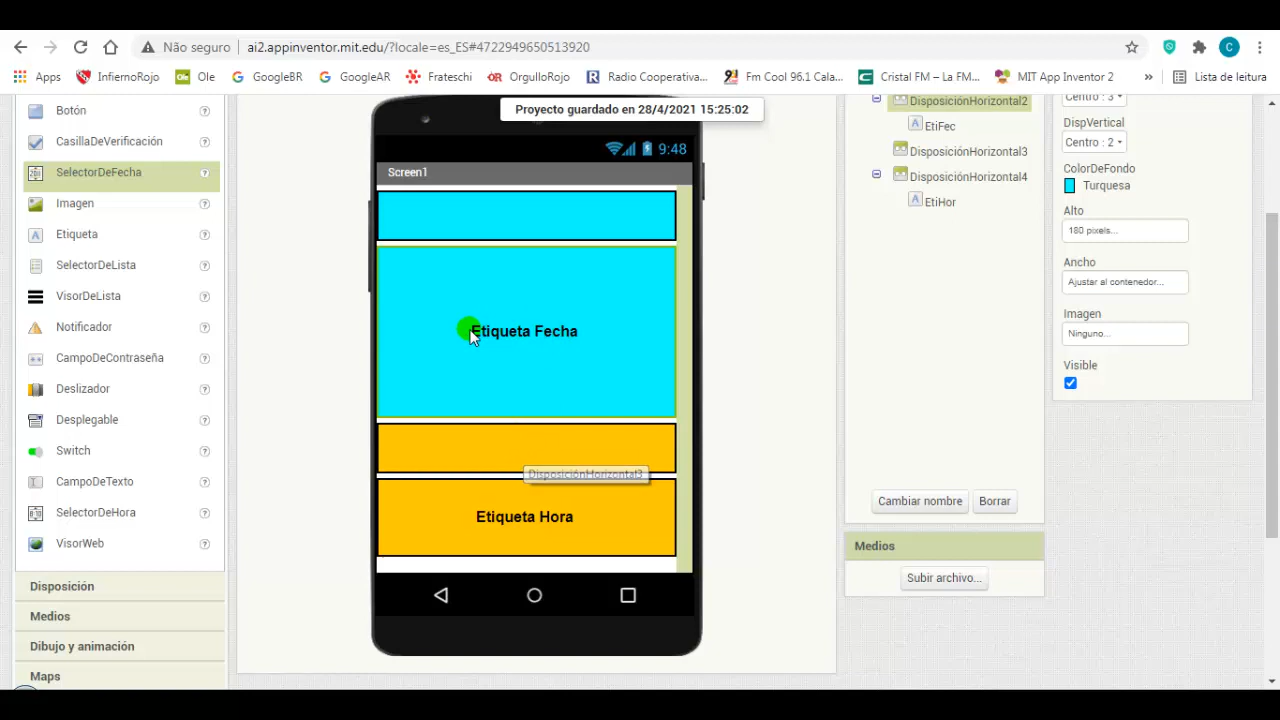 Não seguro
ai2.appinventor.mit.edu/?locale=es_ES#4722949650513920
Apps
InfiernoRojo
Ole
GoogleBR
GoogleAR
Frateschi
OrgulloRojo
Radio Cooperativa...
Fm Cool 96.1 Cala...
Cristal FM – La FM...
MIT App Inventor 2
»
Lista de leitura
Botón
CasillaDeVerificación
SelectorDeFecha
Imagen
Etiqueta
SelectorDeLista
VisorDeLista
Notificador
CampoDeContraseña
Deslizador
Desplegable
Switch
CampoDeTexto
SelectorDeHora
VisorWeb
Disposición
Medios
Dibujo y animación
Maps
Proyecto guardado en 28/4/2021 15:25:02
9:48
Screen1
Etiqueta Fecha
DisposiciónHorizontal3
Etiqueta Hora
DisposiciónHorizontal2
EtiFec
DisposiciónHorizontal3
DisposiciónHorizontal4
EtiHor
Cambiar nombre
Borrar
Medios
Subir archivo...
Centro : 3
DispVertical
Centro : 2
ColorDeFondo
Turquesa
Alto
180 pixels...
Ancho
Ajustar al contenedor...
Imagen
Ninguno...
Visible